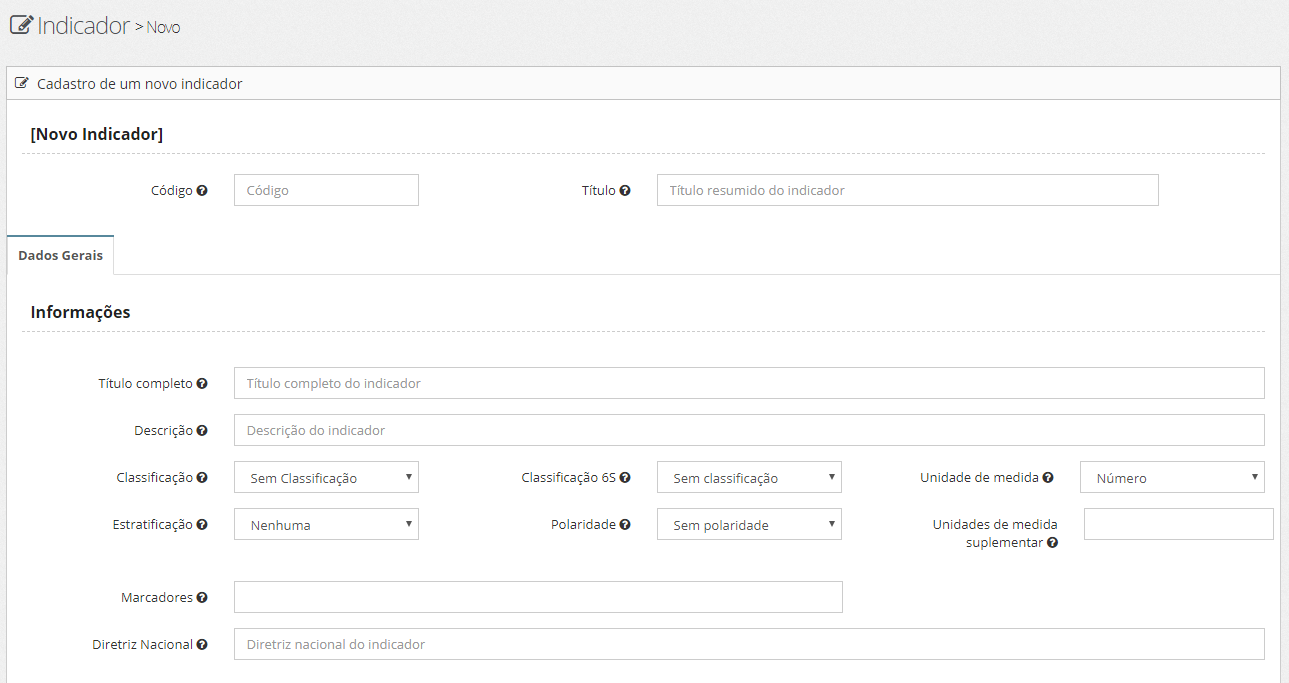 Indicador > Novo
Cadastro de um novo indicador
[Novo Indicador]
Código Código Título Título resumido do indicador
Dados Gerais
Informações
Título completo Título completo do indicador
Descrição Descrição do indicador
Classificação Sem Classificação Classificação 6S Sem classificação Unidade de medida Número
Estratificação Nenhuma Polaridade Sem polaridade Unidades de medida
suplementar
Marcadores
Diretriz Nacional Diretriz nacional do indicador